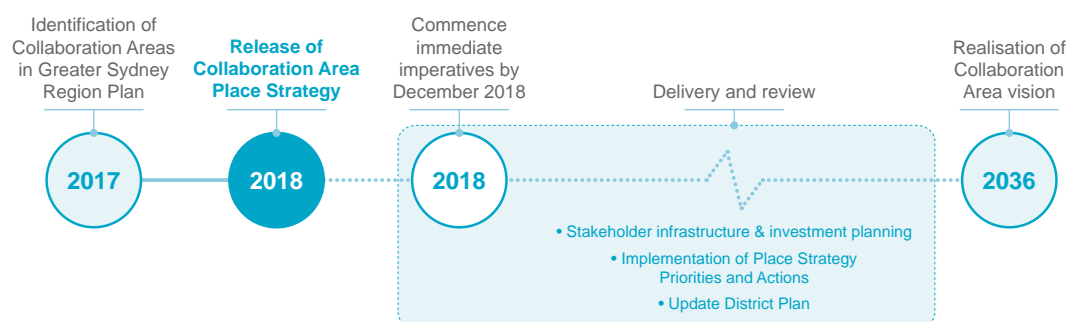 Identification of
Collaboration Areas
in Greater Sydney
Region Plan
Release of
Collaboration Area
Place Strategy
Commence
immediate
imperatives by
December 2018
Delivery and review
Realisation of
Collaboration
Area vision
2017
2018
2018
2036
• Stakeholder infrastructure & investment planning
• Implementation of Place Strategy
Priorities and Actions
• Update District Plan